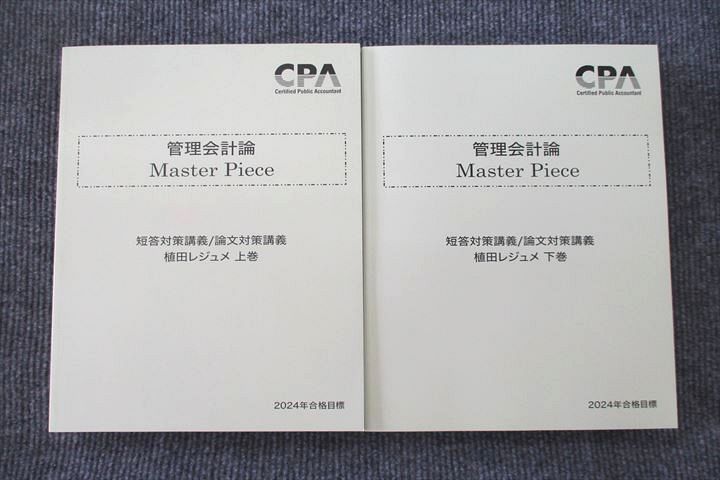 CPA
Certified Public Accountant
管理会計論
Master Piece
短答対策講義/論文対策講義
植田レジュメ 上巻
2024年合格目標
CPA
Certified Public Accountant
管理会計論
Master Piece
短答対策講義/論文対策講義
植田レジュメ 下巻
2024年合格目標